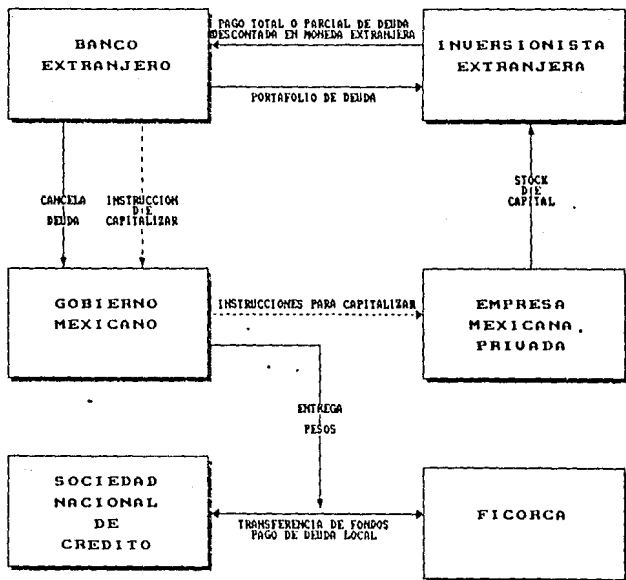 PAGO TOTAL O PARCIAL DE DEUDA
DESCONTADA EN MONEDA EXTRANJERA
BANCO
EXTRANJERO
INVERSIONISTA
EXTRANJERA
PORTAFOLIO DE DEUDA
CANCELA
DEUDA
INSTRUCCION
DE
CAPITALIZAR
STOCK
DE
CAPITAL
GOBIERNO
MEXICANO
INSTRUCCIONES PARA CAPITALIZAR
EMPRESA
MEXICANA
PRIVADA
ENTREGA
PESOS
SOCIEDAD
NACIONAL
DE
CREDITO
TRANSFERENCIA DE FONDOS
PAGO DE DEUDA LOCAL
FICORCA